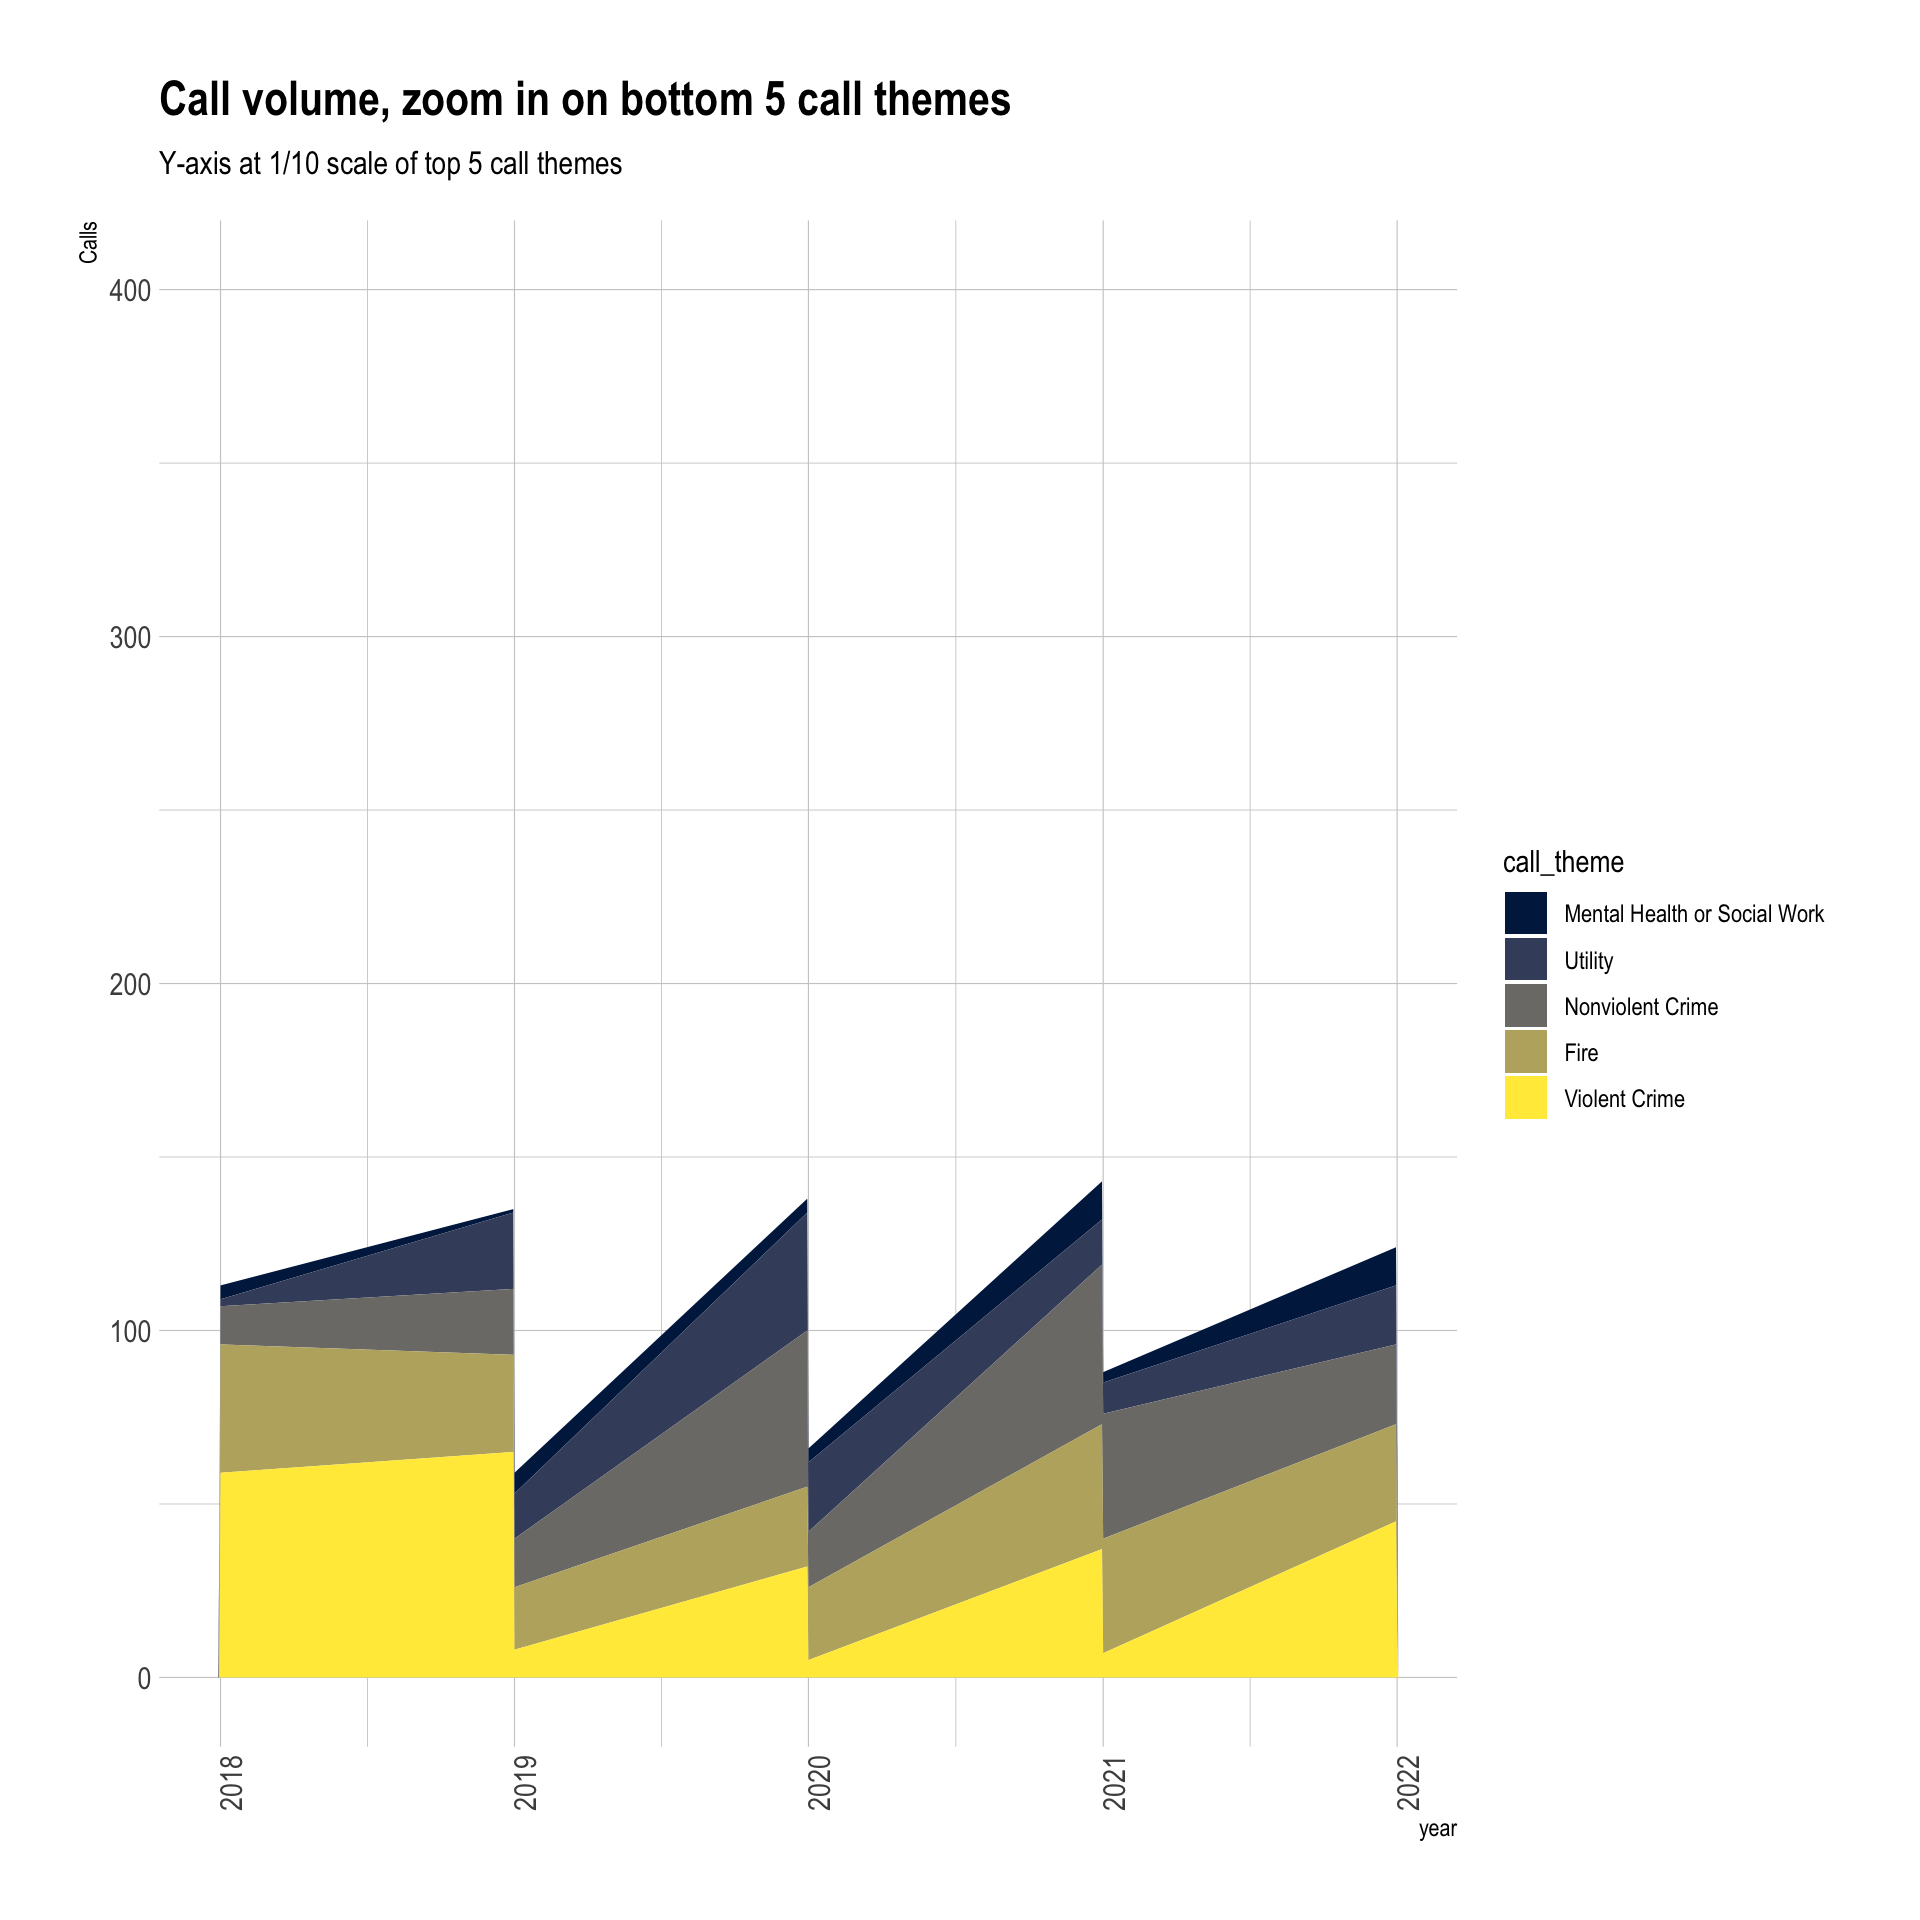 Call volume, zoom in on bottom 5 call themes
Y-axis at 1/10 scale of top 5 call themes
Calls
400
300
200
100
0
2018
2019
2020
2021
2022
year
call_theme
Mental Health or Social Work
Utility
Nonviolent Crime
Fire
Violent Crime